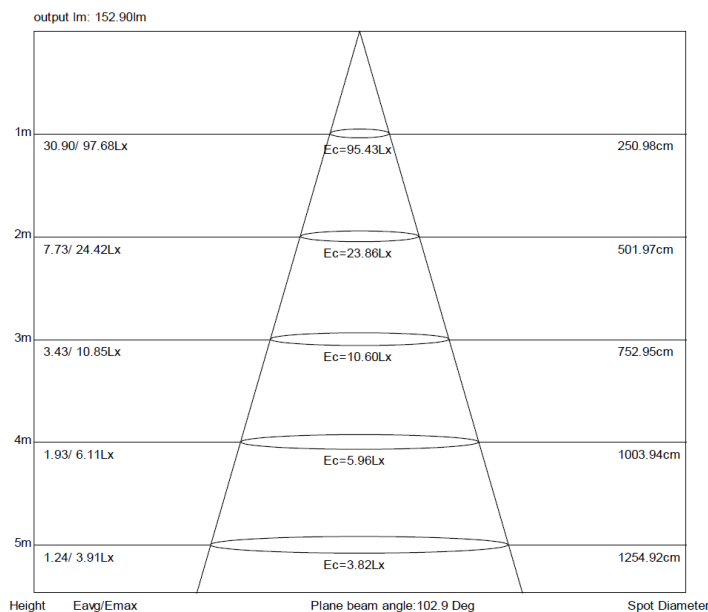 output lm: 152.90lm
1m
30.90/ 97.68Lx
Ec=95.43Lx
250.98cm
2m
7.73/ 24.42Lx
Ec=23.86Lx
501.97cm
3m
3.43/ 10.85Lx
Ec=10.60Lx
752.95cm
4m
1.93/ 6.11Lx
Ec=5.96Lx
1003.94cm
5m
1.24/ 3.91Lx
Ec=3.82Lx
1254.92cm
Height Eavg/Emax Plane beam angle:102.9 Deg Spot Diameter